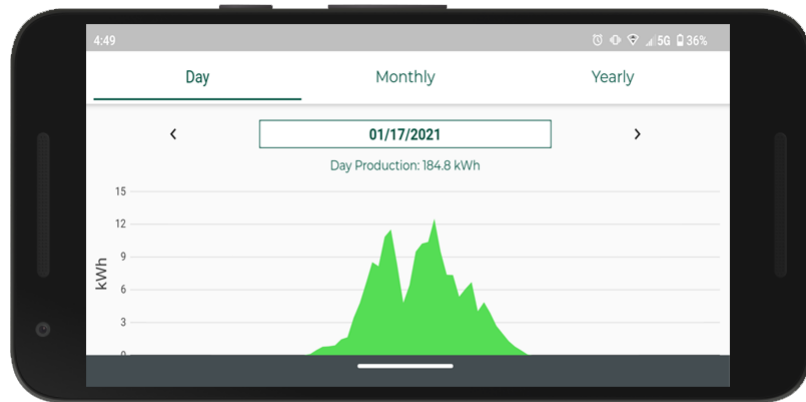 4:49 5G 36%
Day Monthly Yearly
‹ 01/17/2021 ›
Day Production: 184.8 kWh
kWh
15
12
9
6
3
0